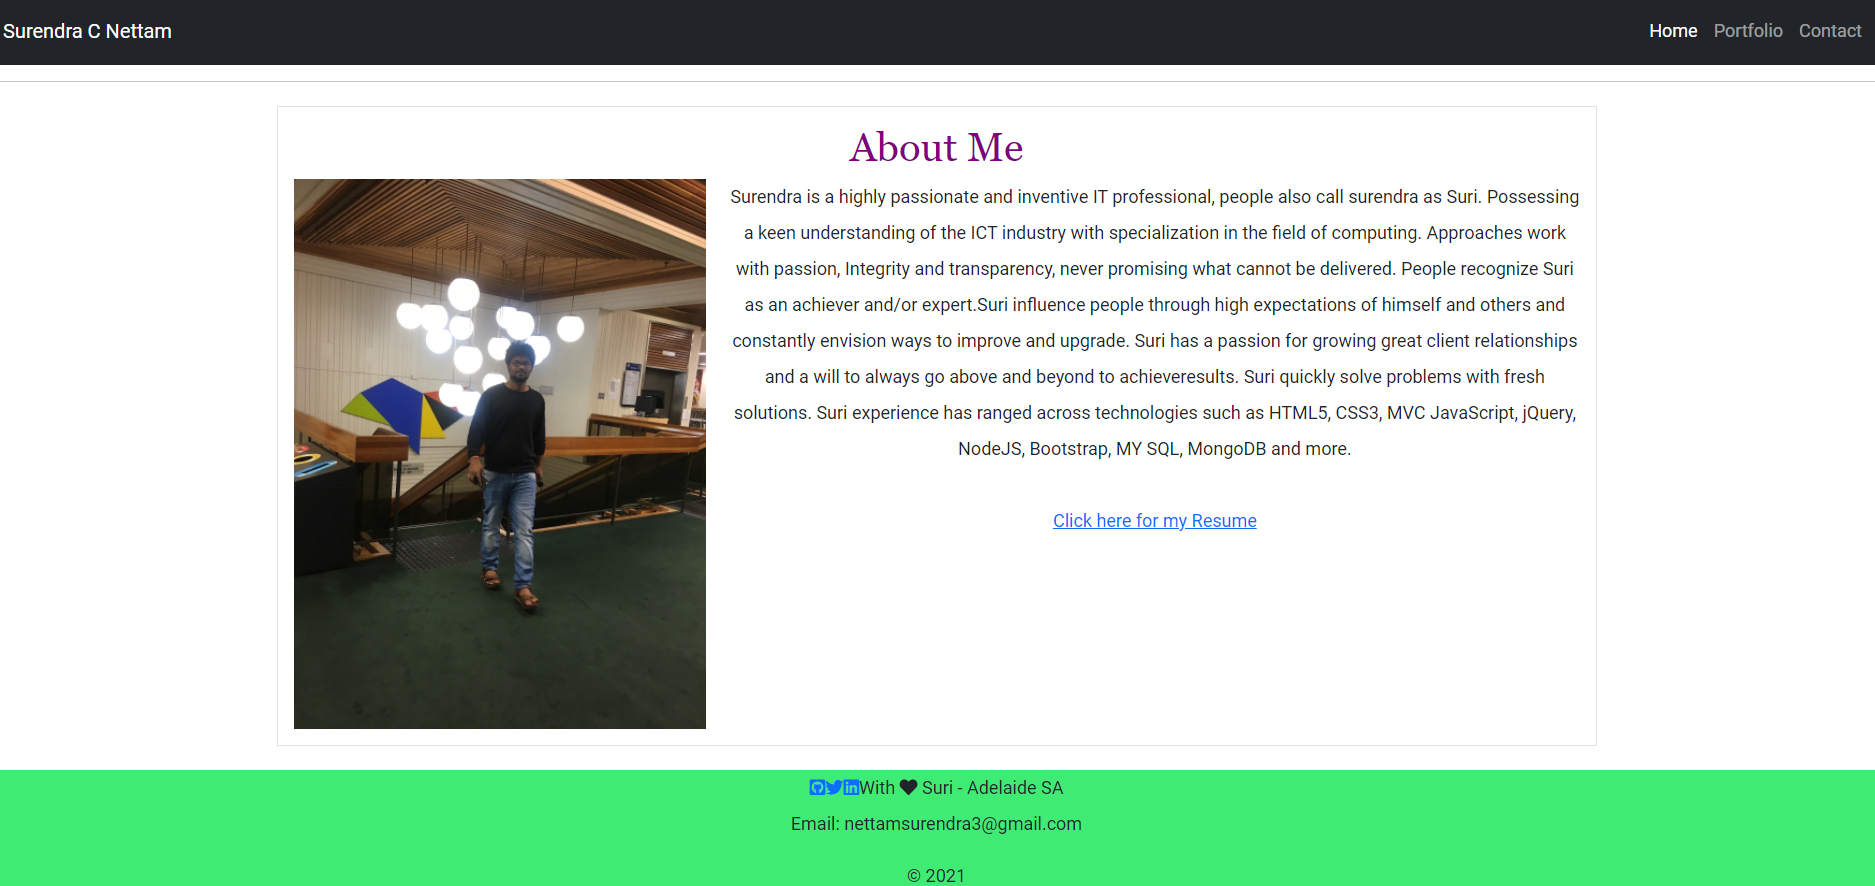 Surendra C Nettam
Home Portfolio Contact
About Me
Surendra is a highly passionate and inventive IT professional, people also call surendra as Suri. Possessing
a keen understanding of the ICT industry with specialization in the field of computing. Approaches work
with passion, Integrity and transparency, never promising what cannot be delivered. People recognize Suri
as an achiever and/or expert.Suri influence people through high expectations of himself and others and
constantly envision ways to improve and upgrade. Suri has a passion for growing great client relationships
and a will to always go above and beyond to achieveresults. Suri quickly solve problems with fresh
solutions. Suri experience has ranged across technologies such as HTML5, CSS3, MVC JavaScript, jQuery,
NodeJS, Bootstrap, MY SQL, MongoDB and more.
Click here for my Resume
With ♥ Suri - Adelaide SA
Email: nettamsurendra3@gmail.com
© 2021